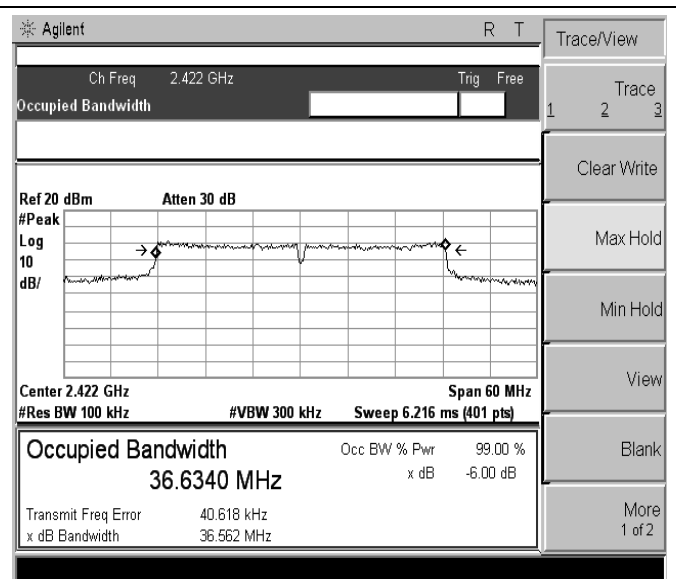 Agilent R T
Ch Freq 2.422 GHz Trig Free
Occupied Bandwidth
Ref 20 dBm Atten 30 dB
#Peak
Log
10
dB/
Center 2.422 GHz Span 60 MHz
#Res BW 100 kHz #VBW 300 kHz Sweep 6.216 ms (401 pts)
Occupied Bandwidth Occ BW % Pwr 99.00 %
36.6340 MHz x dB -6.00 dB
Transmit Freq Error 40.618 kHz
x dB Bandwidth 36.562 MHz
Trace/View
Trace
1 2 3
Clear Write
Max Hold
Min Hold
View
Blank
More
1 of 2